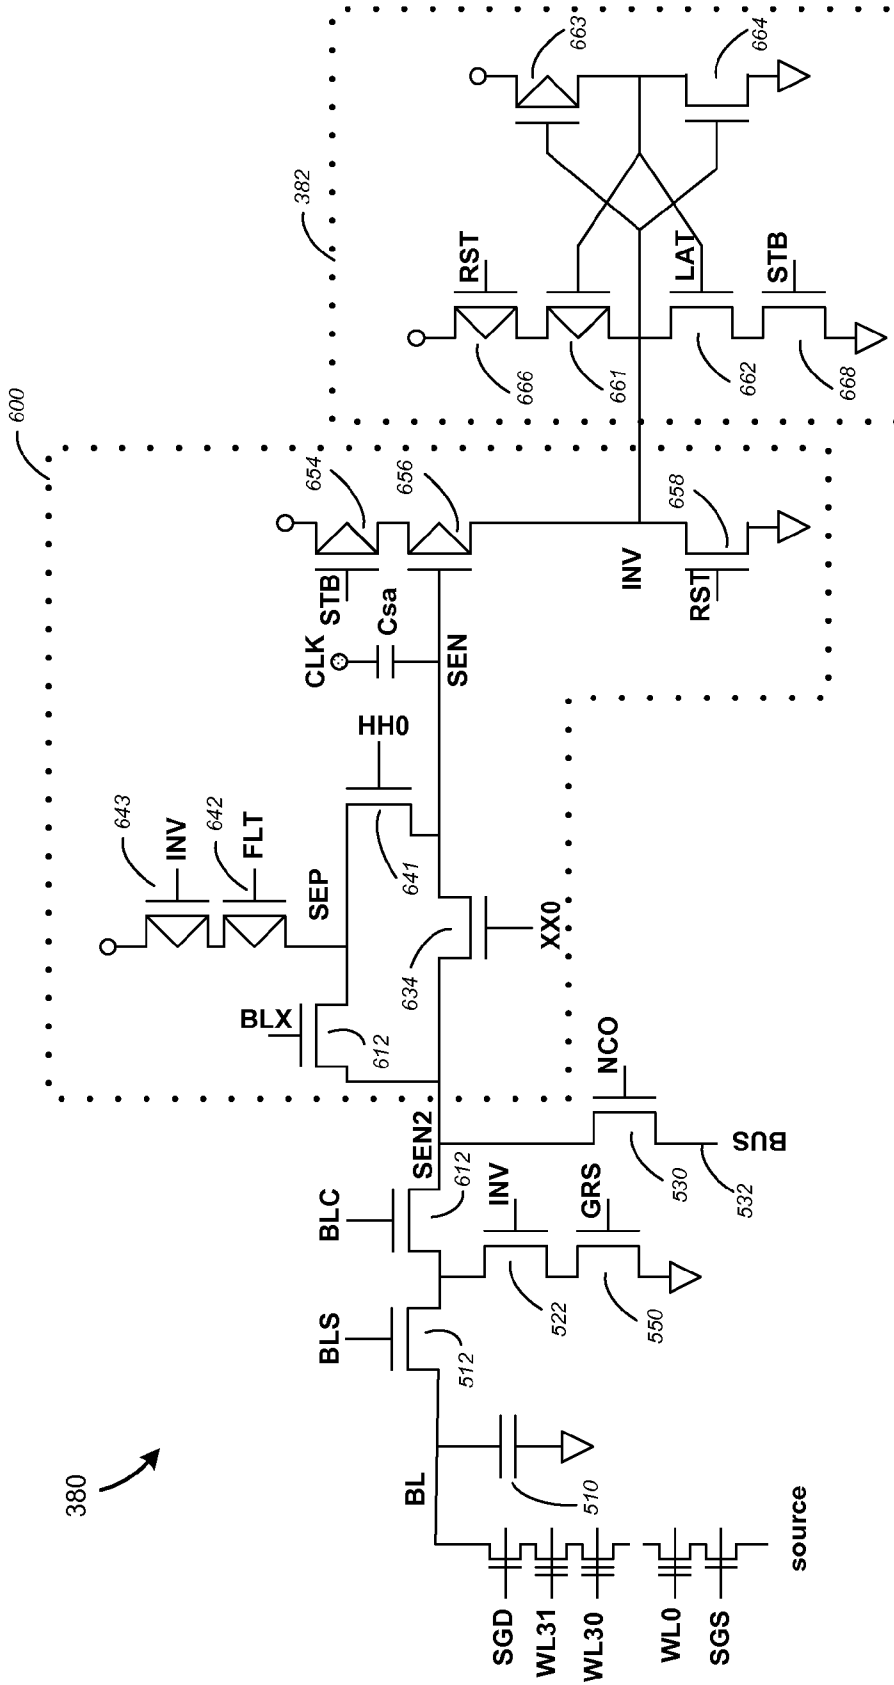 380
600
382
SGD
WL31
WL30
WL0
SGS
source
BL
510
BLS
512
BLC
612
522
INV
550
GRS
SEN2
530
NCO
532
BUS
BLX
612
643
INV
642
FLT
SEP
641
HH0
634
XX0
CLK
Csa
SEN
STB
654
656
INV
RST
658
666
RST
661
662
LAT
668
STB
663
664